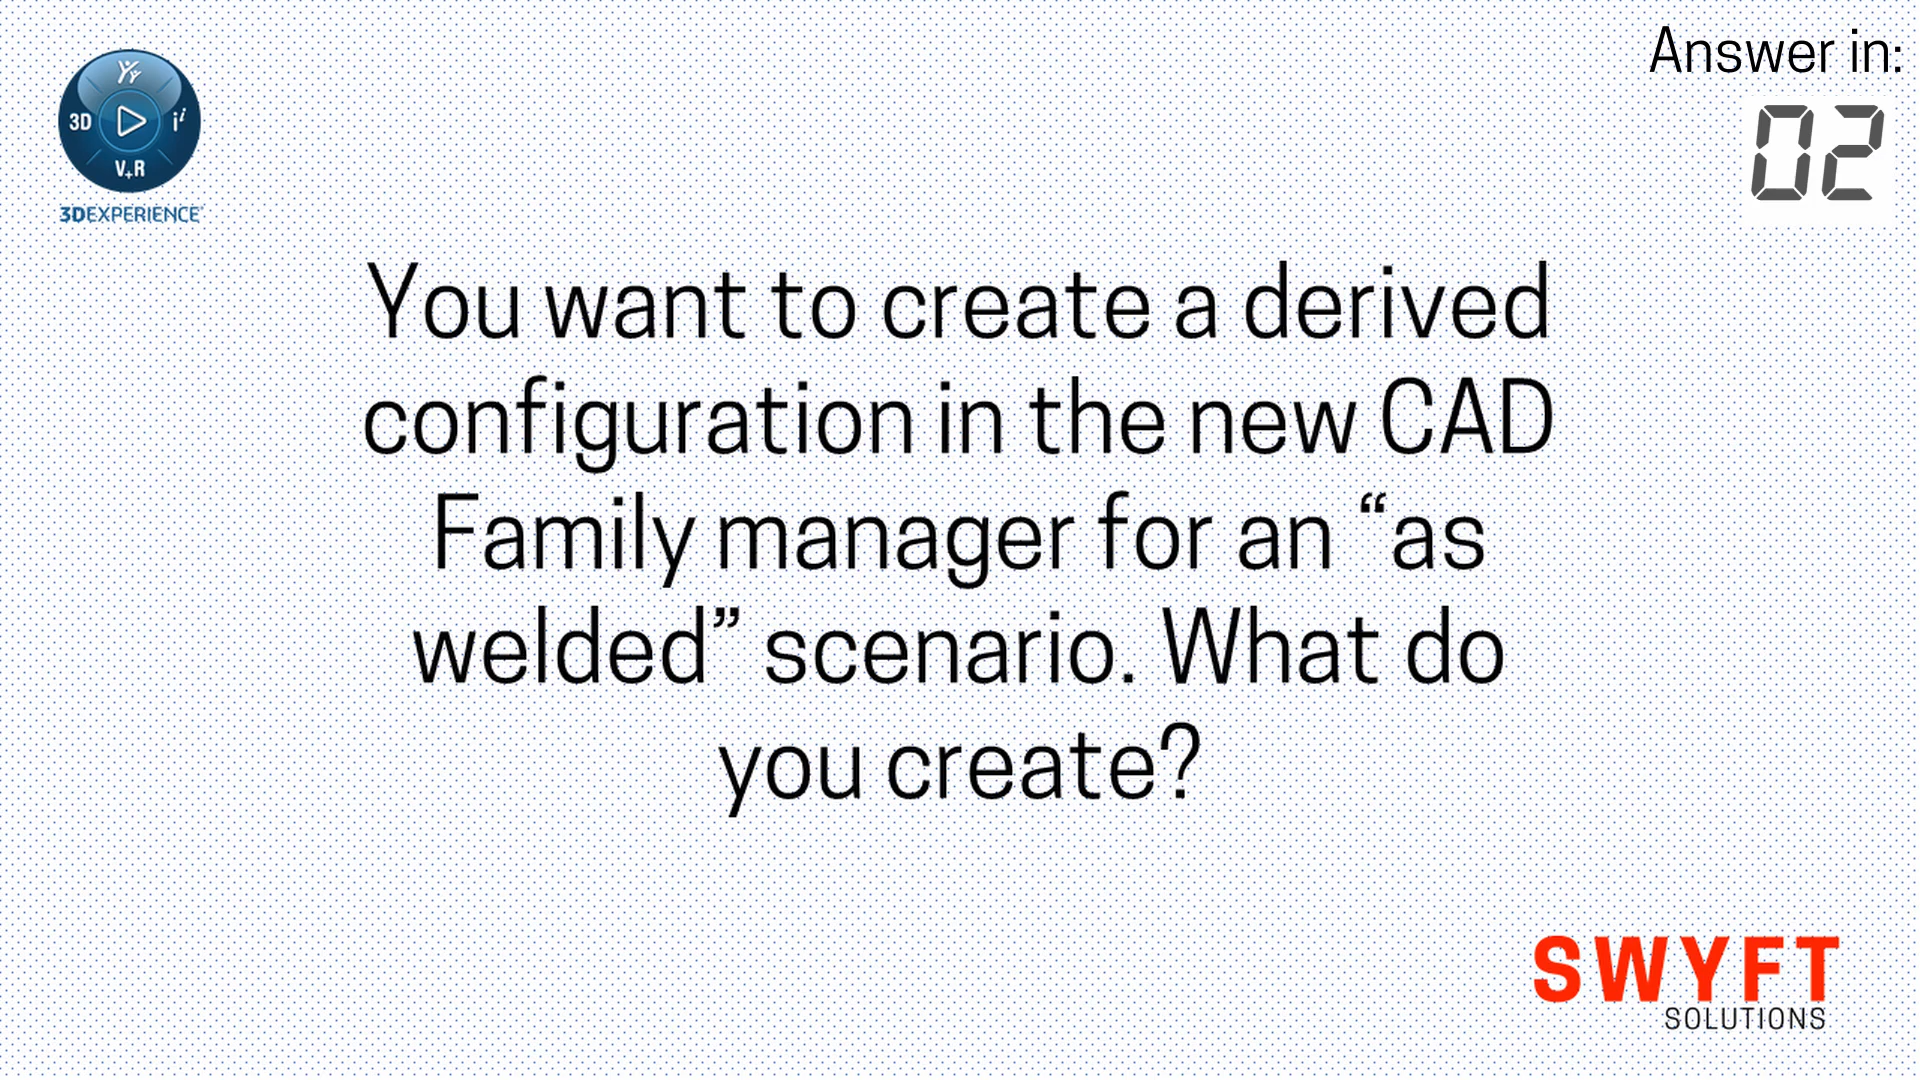 Answer in:
02
3D
i i
V+R
3DEXPERIENCE
You want to create a derived
configuration in the new CAD
Family manager for an “as
welded” scenario. What do
you create?
SWYFT
SOLUTIONS